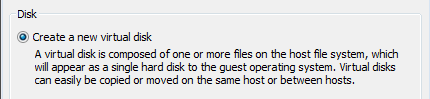 Disk
Create a new virtual disk
A virtual disk is composed of one or more files on the host file system, which
will appear as a single hard disk to the guest operating system. Virtual disks
can easily be copied or moved on the same host or between hosts.